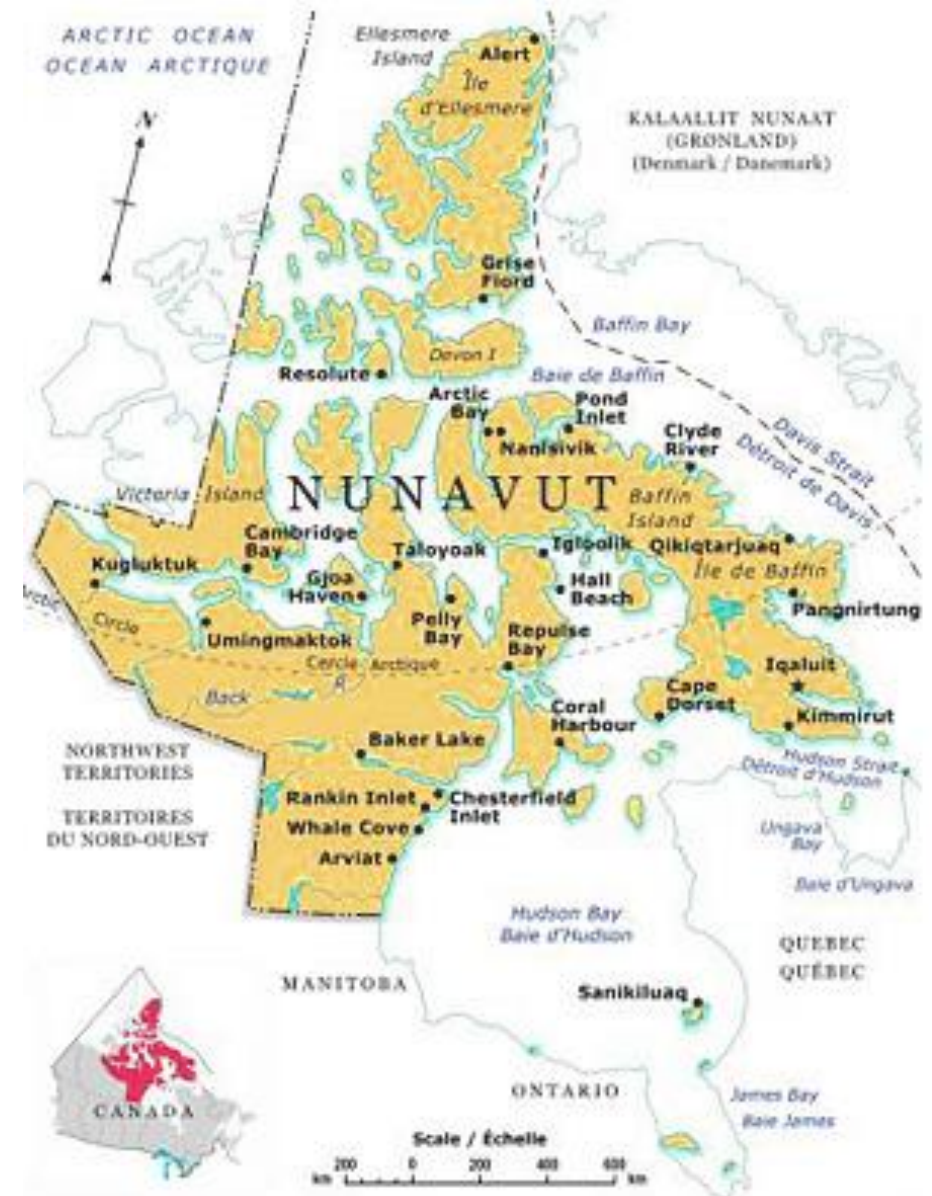 ARCTIC OCEAN
OCEAN ARCTIQUE
Ellesmere
Island
Alert
Île
d'Ellesmere
N
KALAALLIT NUNAAT
(GRØNLAND)
(Denmark / Danemark)
Grise
Fiord
Baffin Bay
Devon I
Resolute
Baie de Baffin
Arctic
Bay
Pond
Inlet
Nanisivik
Clyde
River
Davis Strait
Détroit de Davis
Victoria Island
NUNAVUT
Baffin
Island
Cambridge
Bay
Taloyoak
Igloolik
Qikiqtarjuaq
Kugluktuk
Gjoa
Haven
Hall
Beach
Île de Baffin
Arctic
Circle
Pangnirtung
Umingmaktok
Pelly
Bay
Repulse
Bay
Cercle Arctique
Iqaluit
Back
R
Cape
Dorset
Coral
Harbour
Kimmirut
NORTHWEST
TERRITORIES
Baker Lake
Hudson Strait
Détroit d'Hudson
Rankin Inlet
Chesterfield
Inlet
TERRITOIRES
DU NORD-OUEST
Whale Cove
Ungava
Bay
Arviat
Baie d'Ungava
Hudson Bay
Baie d'Hudson
QUEBEC
QUÉBEC
MANITOBA
Sanikiluaq
ONTARIO
James Bay
Baie James
CANADA
Scale / Échelle
200 0 200 400 600
km km